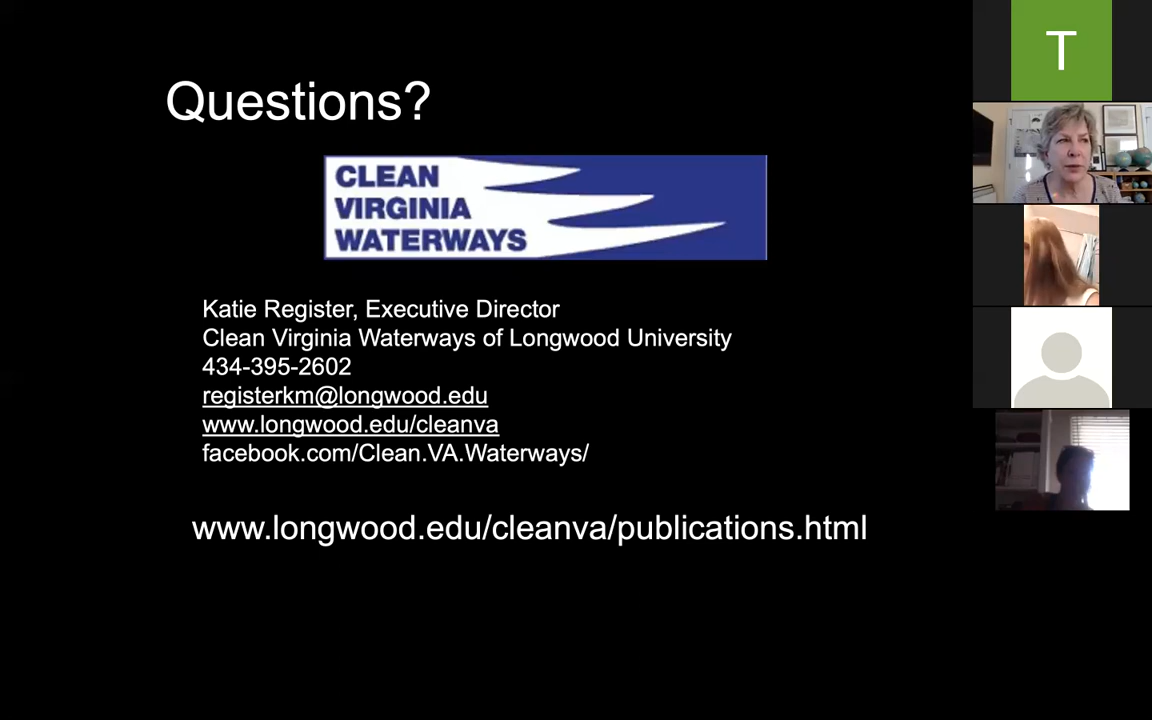 Questions?
CLEAN
VIRGINIA
WATERWAYS
Katie Register, Executive Director
Clean Virginia Waterways of Longwood University
434-395-2602
registerkm@longwood.edu
www.longwood.edu/cleanva
facebook.com/Clean.VA.Waterways/
www.longwood.edu/cleanva/publications.html
T